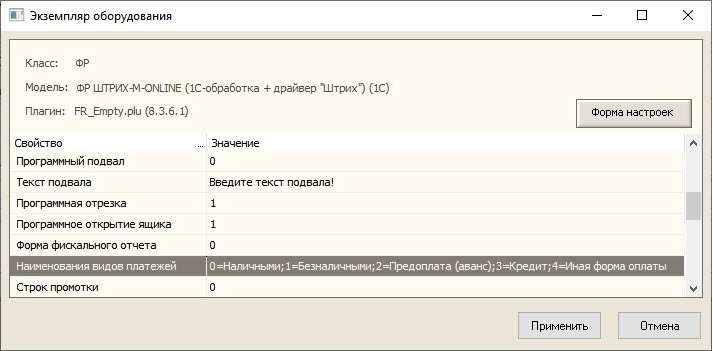 Экземпляр оборудования
Класс: ФР
Модель: ФР ШТРИХ-М-ONLINE (1С-обработка + драйвер "Штрих") (1С)
Плагин: FR_Empty.plu (8.3.6.1)
Форма настроек
Свойство ... Значение
Программный подвал 0
Текст подвала Введите текст подвала!
Программная отрезка 1
Программное открытие ящика 1
Форма фискального отчета 0
Наименования видов платежей 0=Наличными;1=Безналичными;2=Предоплата (аванс);3=Кредит;4=Иная форма оплаты
Строк промотки 0
Применить Отмена